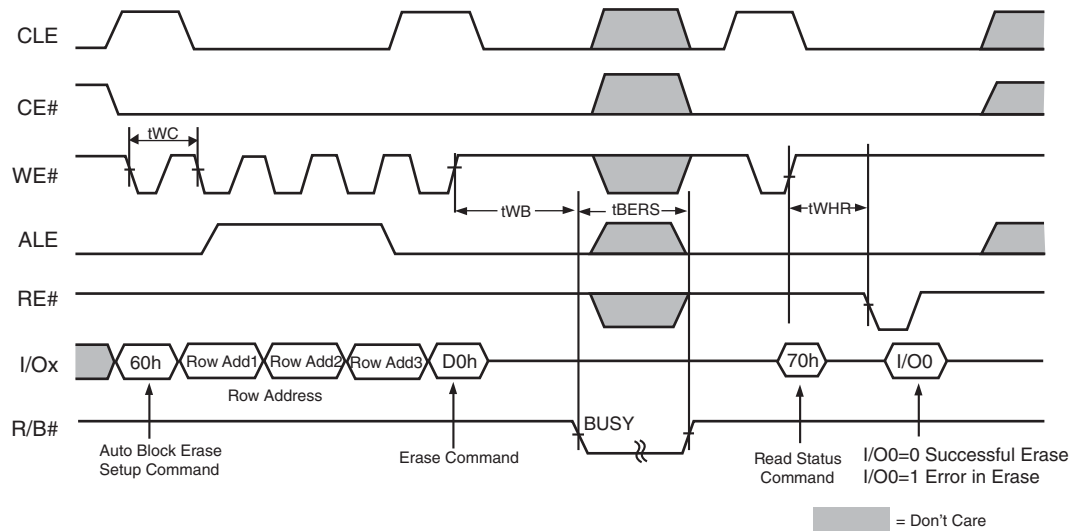 CLE
CE#
tWC
WE#
tWB
tBERS
tWHR
ALE
RE#
I/Ox
60h
Row Add1
Row Add2
Row Add3
D0h
70h
I/O0
Row Address
R/B#
BUSY
Auto Block Erase
Setup Command
Erase Command
Read Status
Command
I/O0=0 Successful Erase
I/O0=1 Error in Erase
= Don't Care